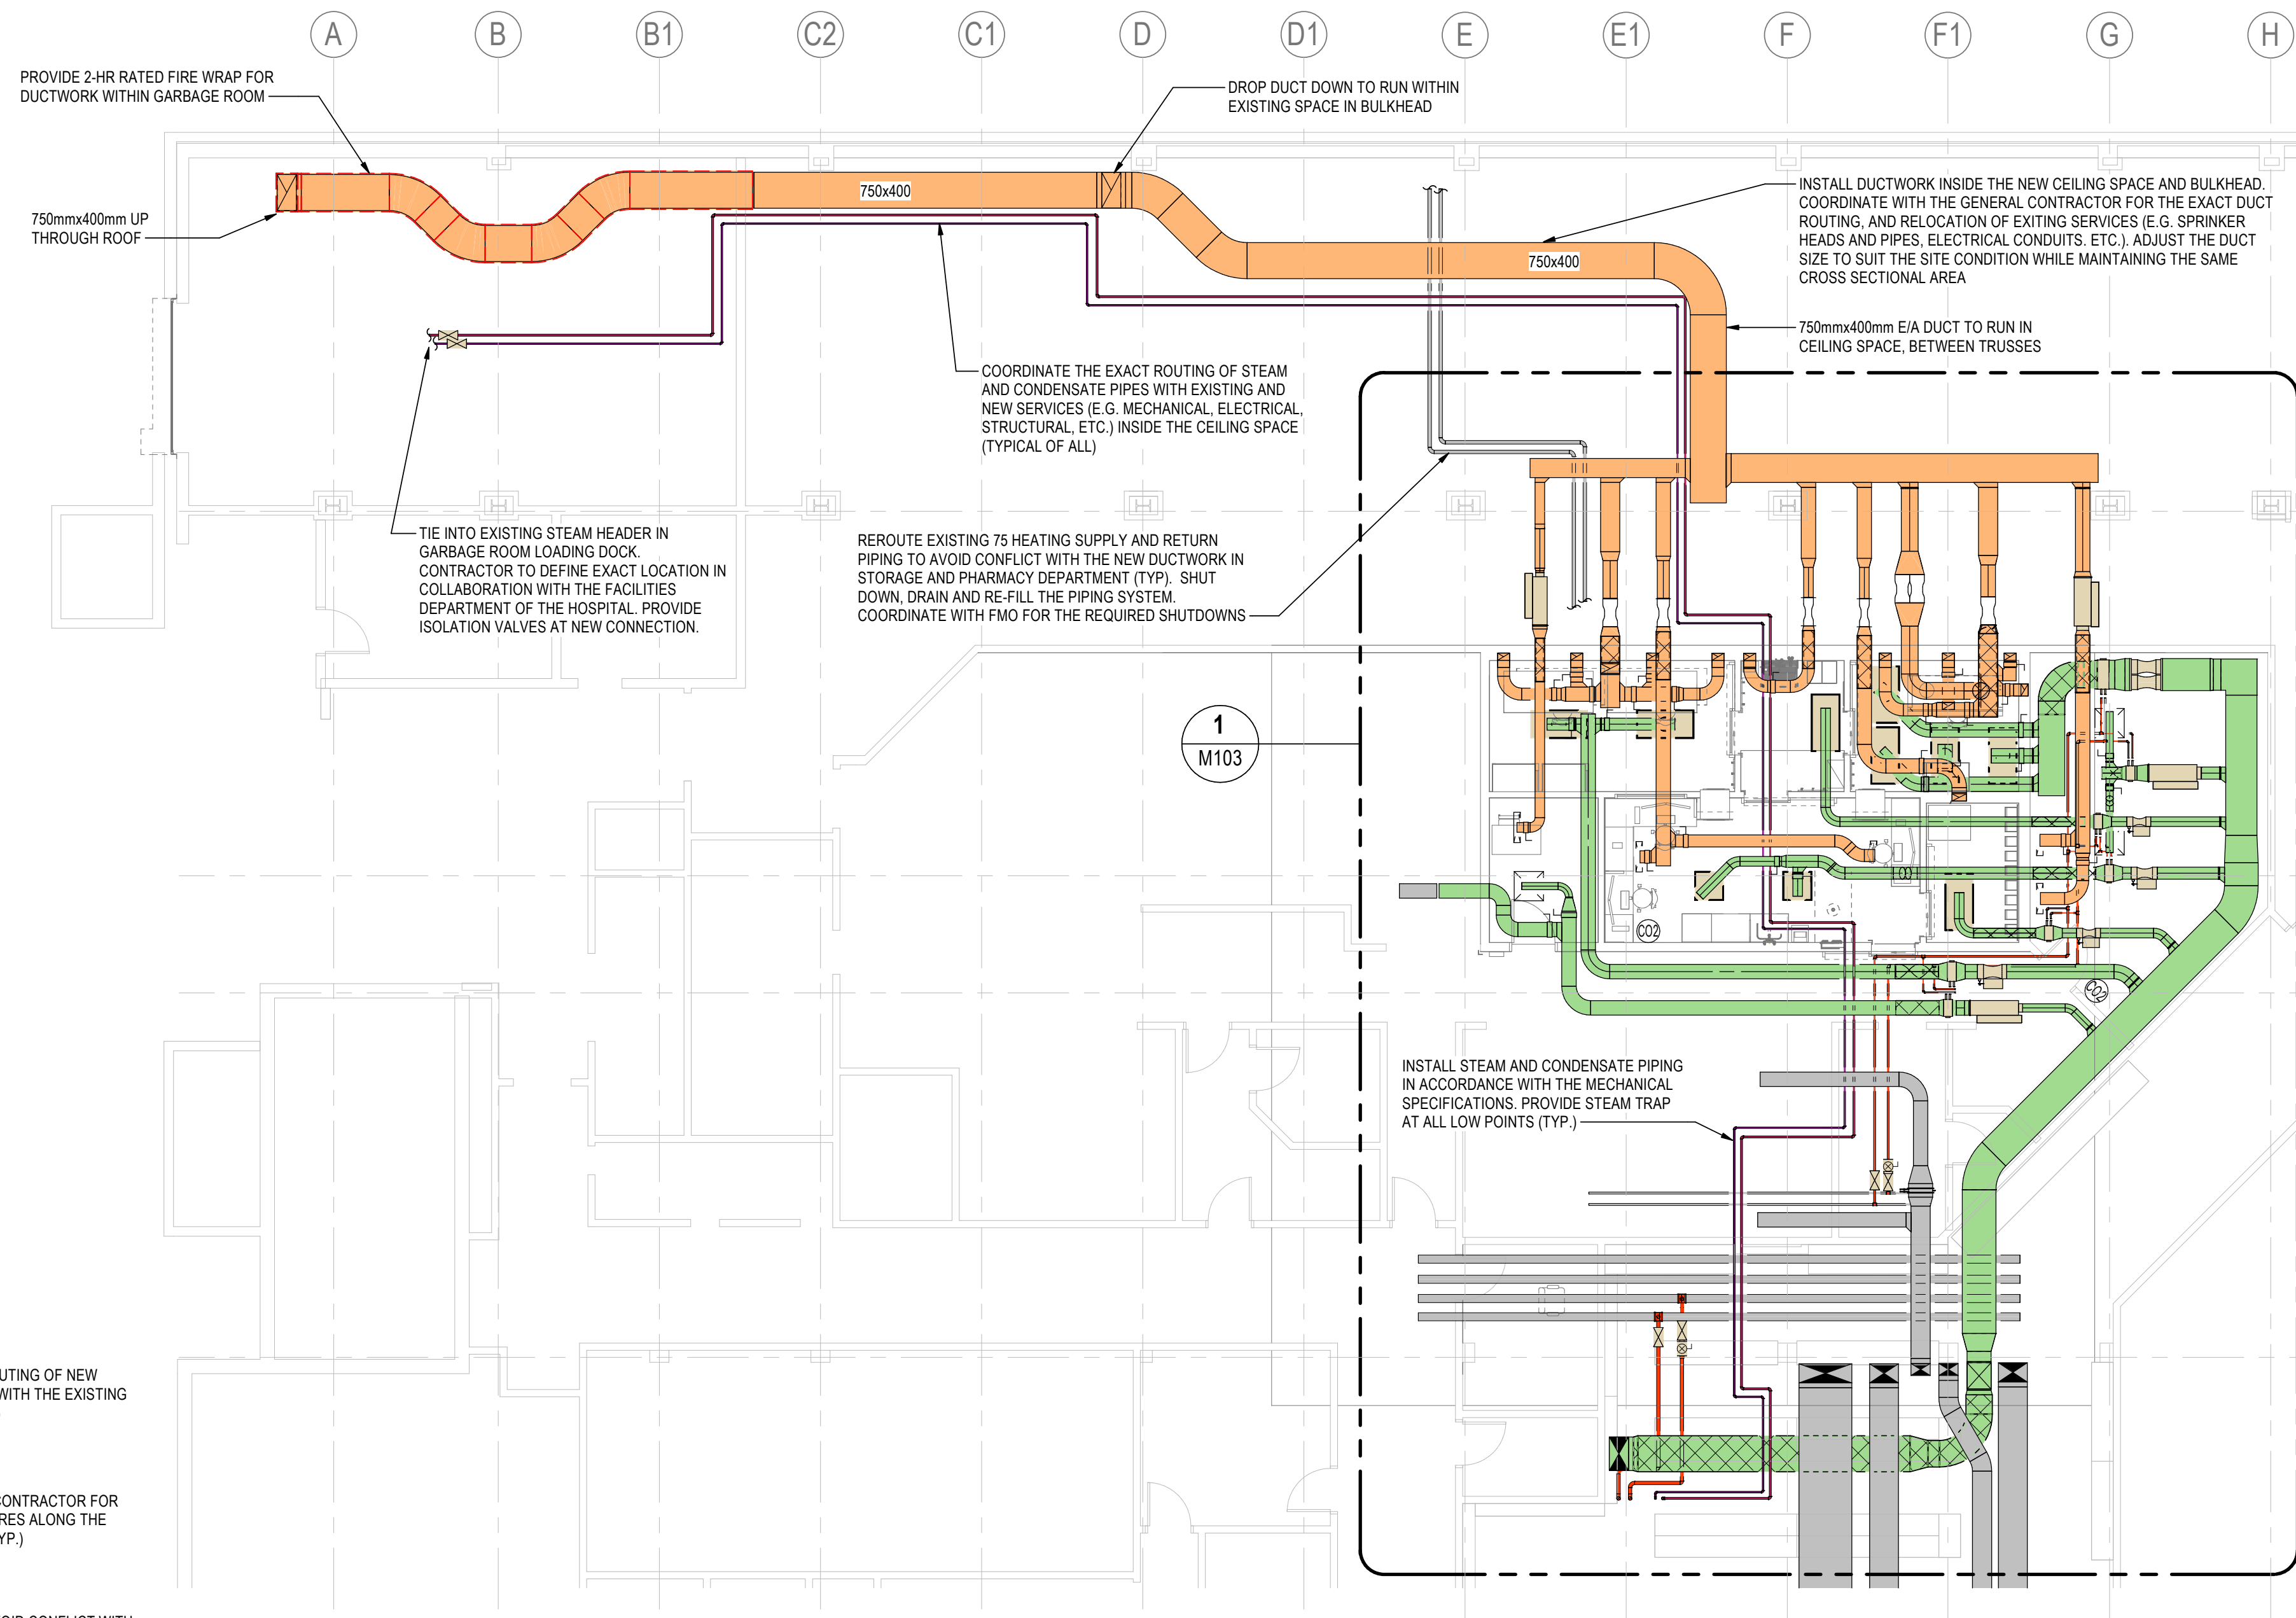 A B B1 C2 C1 D D1 E E1 F F1 G H
PROVIDE 2-HR RATED FIRE WRAP FOR
DUCTWORK WITHIN GARBAGE ROOM
DROP DUCT DOWN TO RUN WITHIN
EXISTING SPACE IN BULKHEAD
750x400
750mmx400mm UP
THROUGH ROOF
750x400
INSTALL DUCTWORK INSIDE THE NEW CEILING SPACE AND BULKHEAD.
COORDINATE WITH THE GENERAL CONTRACTOR FOR THE EXACT DUCT
ROUTING, AND RELOCATION OF EXITING SERVICES (E.G. SPRINKER
HEADS AND PIPES, ELECTRICAL CONDUITS. ETC.). ADJUST THE DUCT
SIZE TO SUIT THE SITE CONDITION WHILE MAINTAINING THE SAME
CROSS SECTIONAL AREA
750mmx400mm E/A DUCT TO RUN IN
CEILING SPACE, BETWEEN TRUSSES
COORDINATE THE EXACT ROUTING OF STEAM
AND CONDENSATE PIPES WITH EXISTING AND
NEW SERVICES (E.G. MECHANICAL, ELECTRICAL,
STRUCTURAL, ETC.) INSIDE THE CEILING SPACE
(TYPICAL OF ALL)
TIE INTO EXISTING STEAM HEADER IN
GARBAGE ROOM LOADING DOCK.
CONTRACTOR TO DEFINE EXACT LOCATION IN
COLLABORATION WITH THE FACILITIES
DEPARTMENT OF THE HOSPITAL. PROVIDE
ISOLATION VALVES AT NEW CONNECTION.
REROUTE EXISTING 75 HEATING SUPPLY AND RETURN
PIPING TO AVOID CONFLICT WITH THE NEW DUCTWORK IN
STORAGE AND PHARMACY DEPARTMENT (TYP). SHUT
DOWN, DRAIN AND RE-FILL THE PIPING SYSTEM.
COORDINATE WITH FMO FOR THE REQUIRED SHUTDOWNS
1
M103
CO2
CO2
INSTALL STEAM AND CONDENSATE PIPING
IN ACCORDANCE WITH THE MECHANICAL
SPECIFICATIONS. PROVIDE STEAM TRAP
AT ALL LOW POINTS (TYP.)
UTING OF NEW
WITH THE EXISTING
CONTRACTOR FOR
RES ALONG THE
YP.)